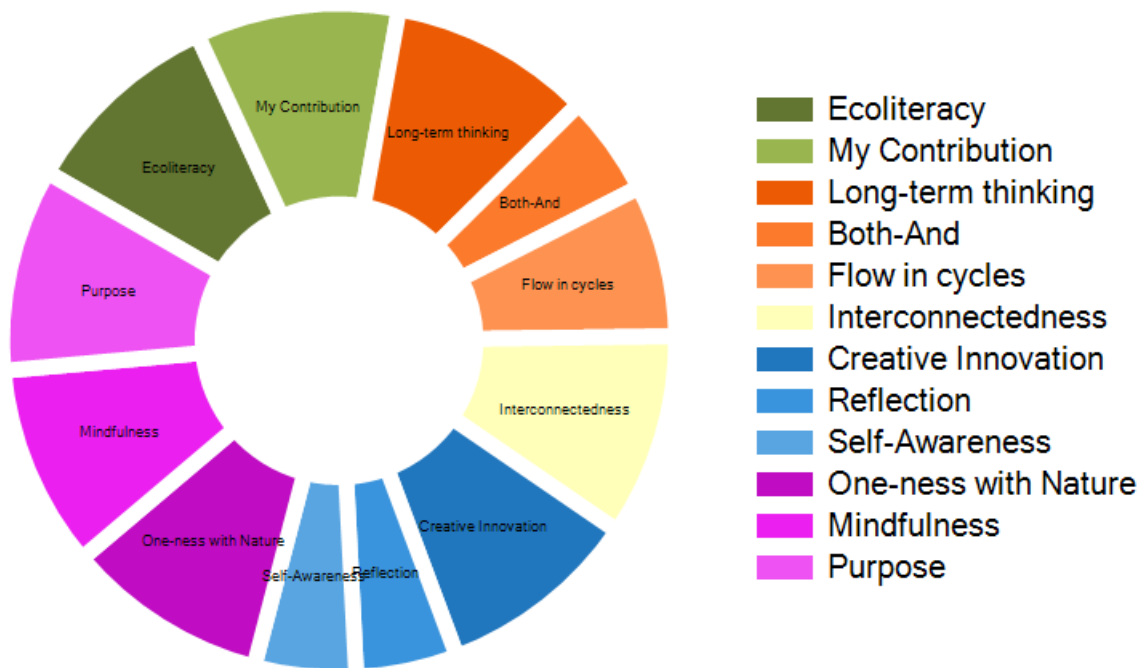 My Contribution
Long-term thinking
Ecoliteracy
Both-And
Purpose
Flow in cycles
Interconnectedness
Mindfulness
Creative Innovation
One-ness with Nature
Self-Awareness
Reflection
Ecoliteracy
My Contribution
Long-term thinking
Both-And
Flow in cycles
Interconnectedness
Creative Innovation
Reflection
Self-Awareness
One-ness with Nature
Mindfulness
Purpose